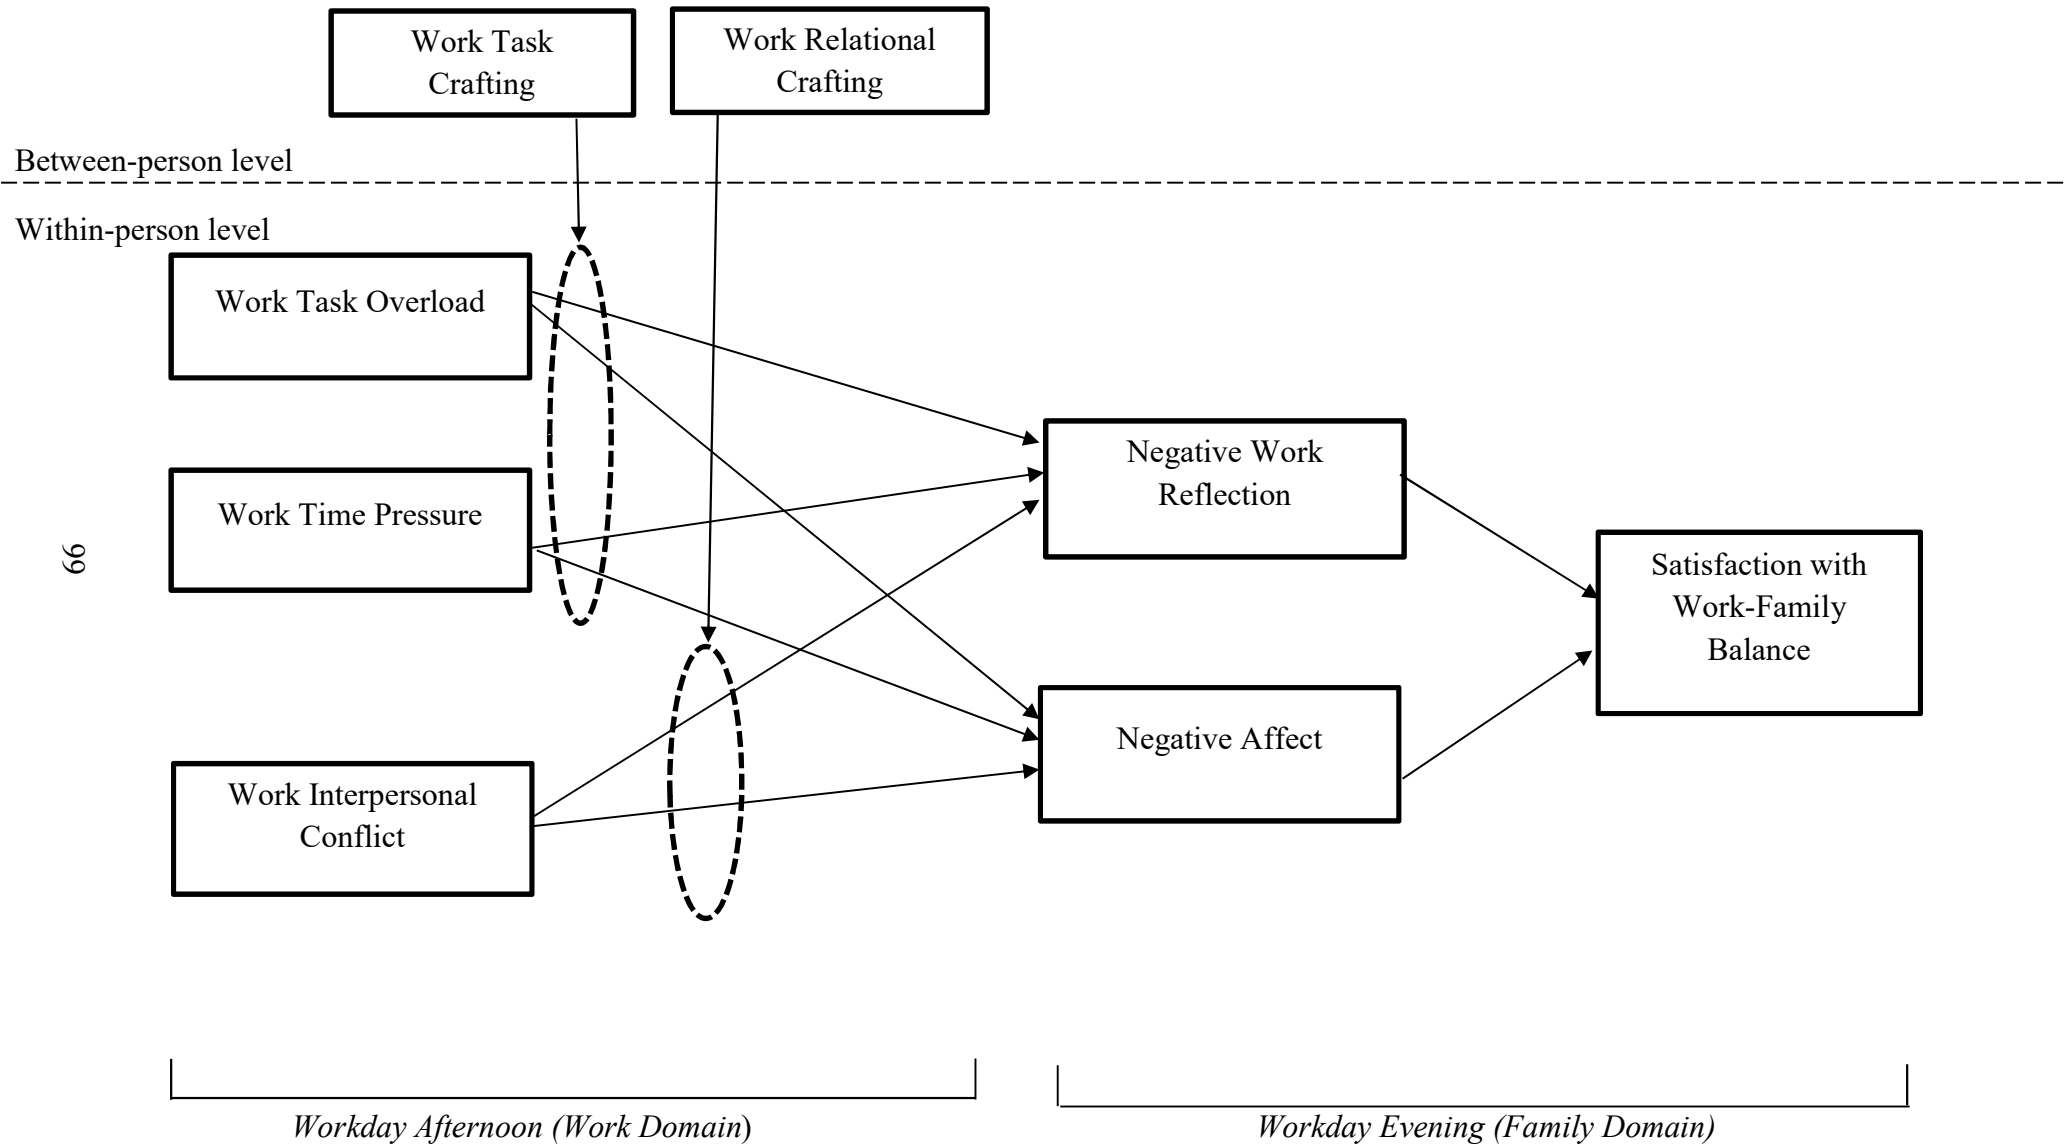 Work Task
Crafting
Work Relational
Crafting
Between-person level
Within-person level
Work Task Overload
Work Time Pressure
Work Interpersonal
Conflict
Negative Work
Reflection
Negative Affect
Satisfaction with
Work-Family
Balance
66
Workday Afternoon (Work Domain)
Workday Evening (Family Domain)